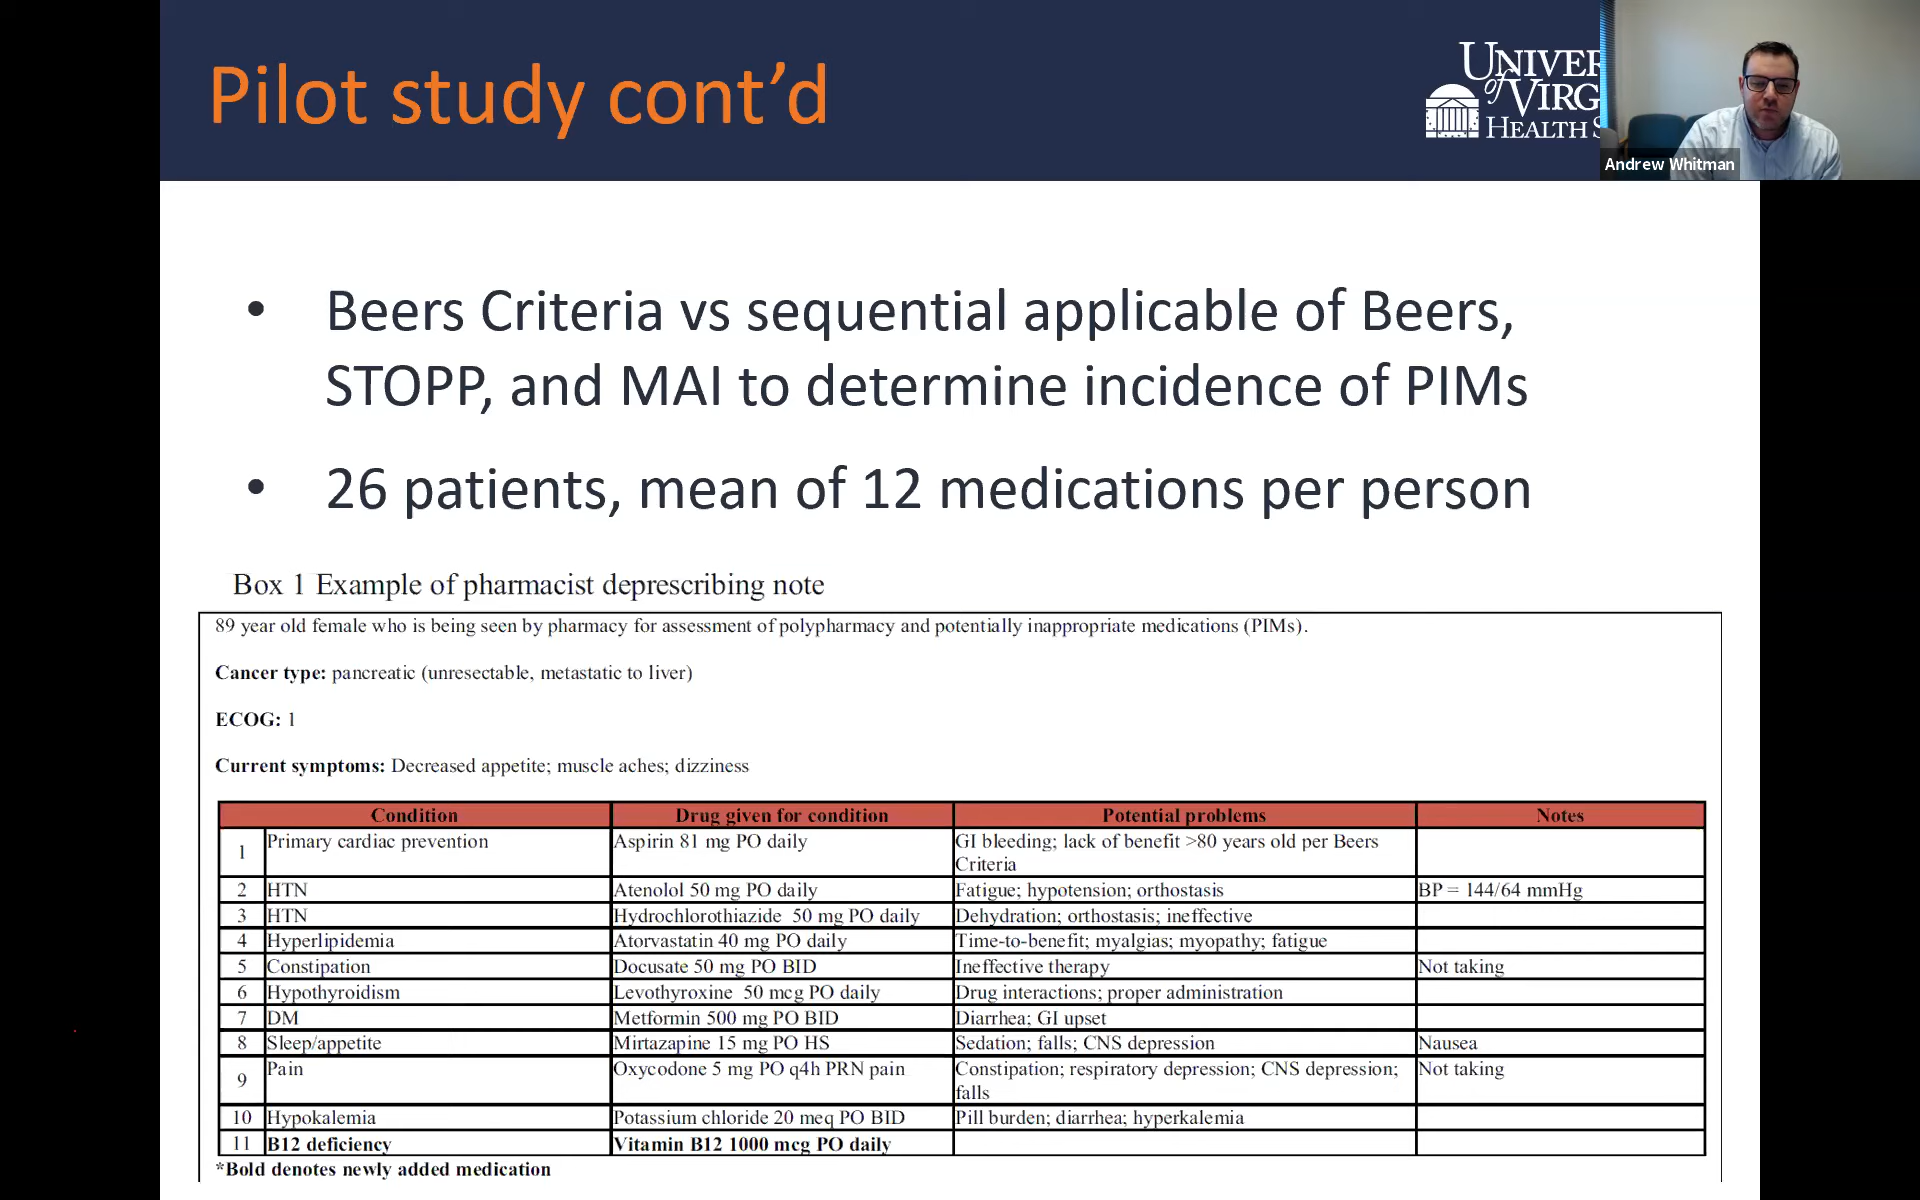 Pilot study cont’d
UNIVER
of VIRG
HEALTH S
Andrew Whitman
• Beers Criteria vs sequential applicable of Beers,
STOPP, and MAI to determine incidence of PIMs
• 26 patients, mean of 12 medications per person
Box 1 Example of pharmacist deprescribing note
89 year old female who is being seen by pharmacy for assessment of polypharmacy and potentially inappropriate medications (PIMs).
Cancer type: pancreatic (unresectable, metastatic to liver)
ECOG: 1
Current symptoms: Decreased appetite; muscle aches; dizziness
Condition Drug given for condition Potential problems Notes
1 Primary cardiac prevention Aspirin 81 mg PO daily GI bleeding; lack of benefit >80 years old per Beers
Criteria
2 HTN Atenolol 50 mg PO daily Fatigue; hypotension; orthostasis BP = 144/64 mmHg
3 HTN Hydrochlorothiazide 50 mg PO daily Dehydration; orthostasis; ineffective
4 Hyperlipidemia Atorvastatin 40 mg PO daily Time-to-benefit; myalgias; myopathy; fatigue
5 Constipation Docusate 50 mg PO BID Ineffective therapy Not taking
6 Hypothyroidism Levothyroxine 50 mcg PO daily Drug interactions; proper administration
7 DM Metformin 500 mg PO BID Diarrhea; GI upset
8 Sleep/appetite Mirtazapine 15 mg PO HS Sedation; falls; CNS depression Nausea
9 Pain Oxycodone 5 mg PO q4h PRN pain Constipation; respiratory depression; CNS depression; Not taking
falls
10 Hypokalemia Potassium chloride 20 meq PO BID Pill burden; diarrhea; hyperkalemia
11 B12 deficiency Vitamin B12 1000 mcg PO daily
*Bold denotes newly added medication